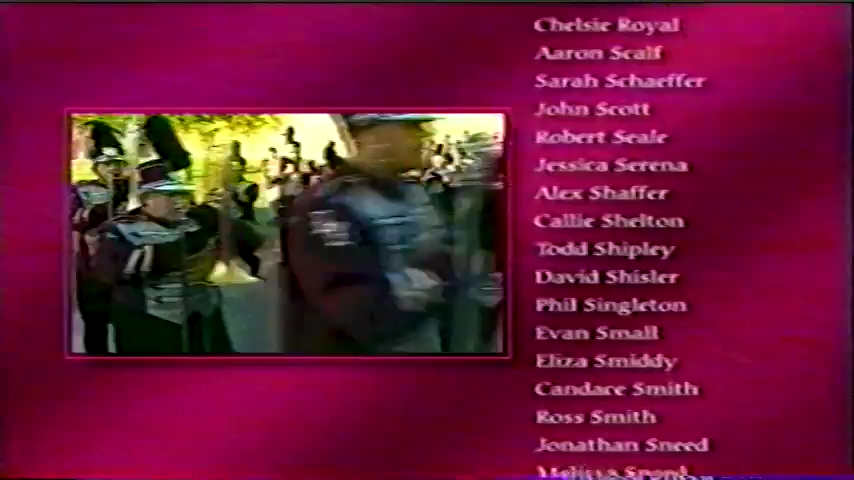 Chelsie Royal
Aaron Scalf
Sarah Schaeffer
John Scott
Robert Seale
Jessica Serena
Alex Shaffer
Callie Shelton
Todd Shipley
David Shisler
Phil Singleton
Evan Small
Eliza Smiddy
Candace Smith
Ross Smith
Jonathan Sneed
Melissa